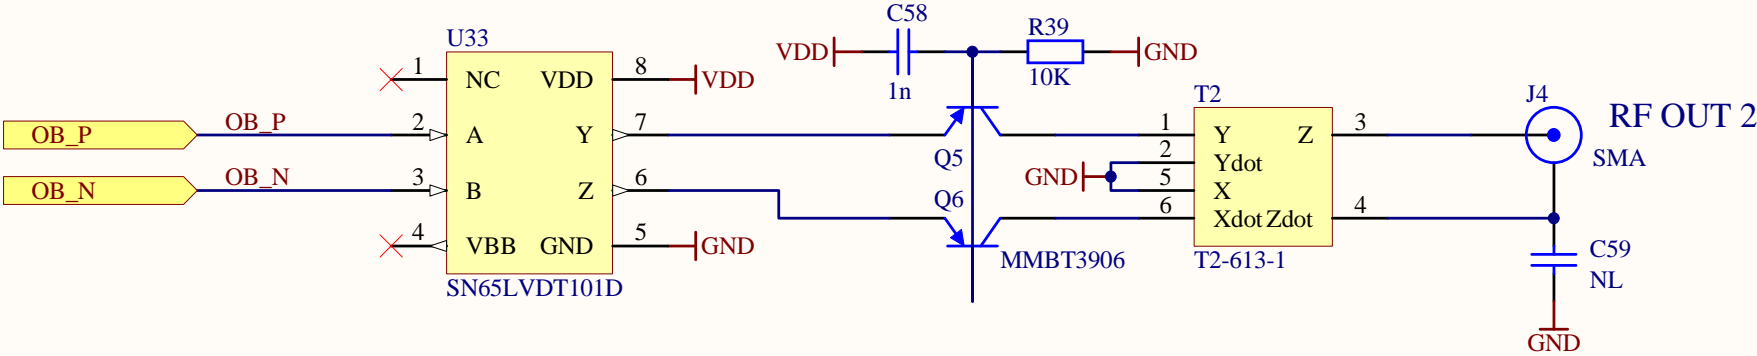 C58
R39
VDD
GND
1n
10K
U33
1
NC
VDD
8
VDD
OB_P
OB_P
2
A
Y
7
Q5
T2
1
Y
Z
3
J4
RF OUT 2
SMA
2
Ydot
GND
5
X
OB_N
OB_N
3
B
Z
6
Q6
6
Xdot
Zdot
4
4
VBB
GND
5
GND
MMBT3906
T2-613-1
C59
NL
SN65LVDT101D
GND